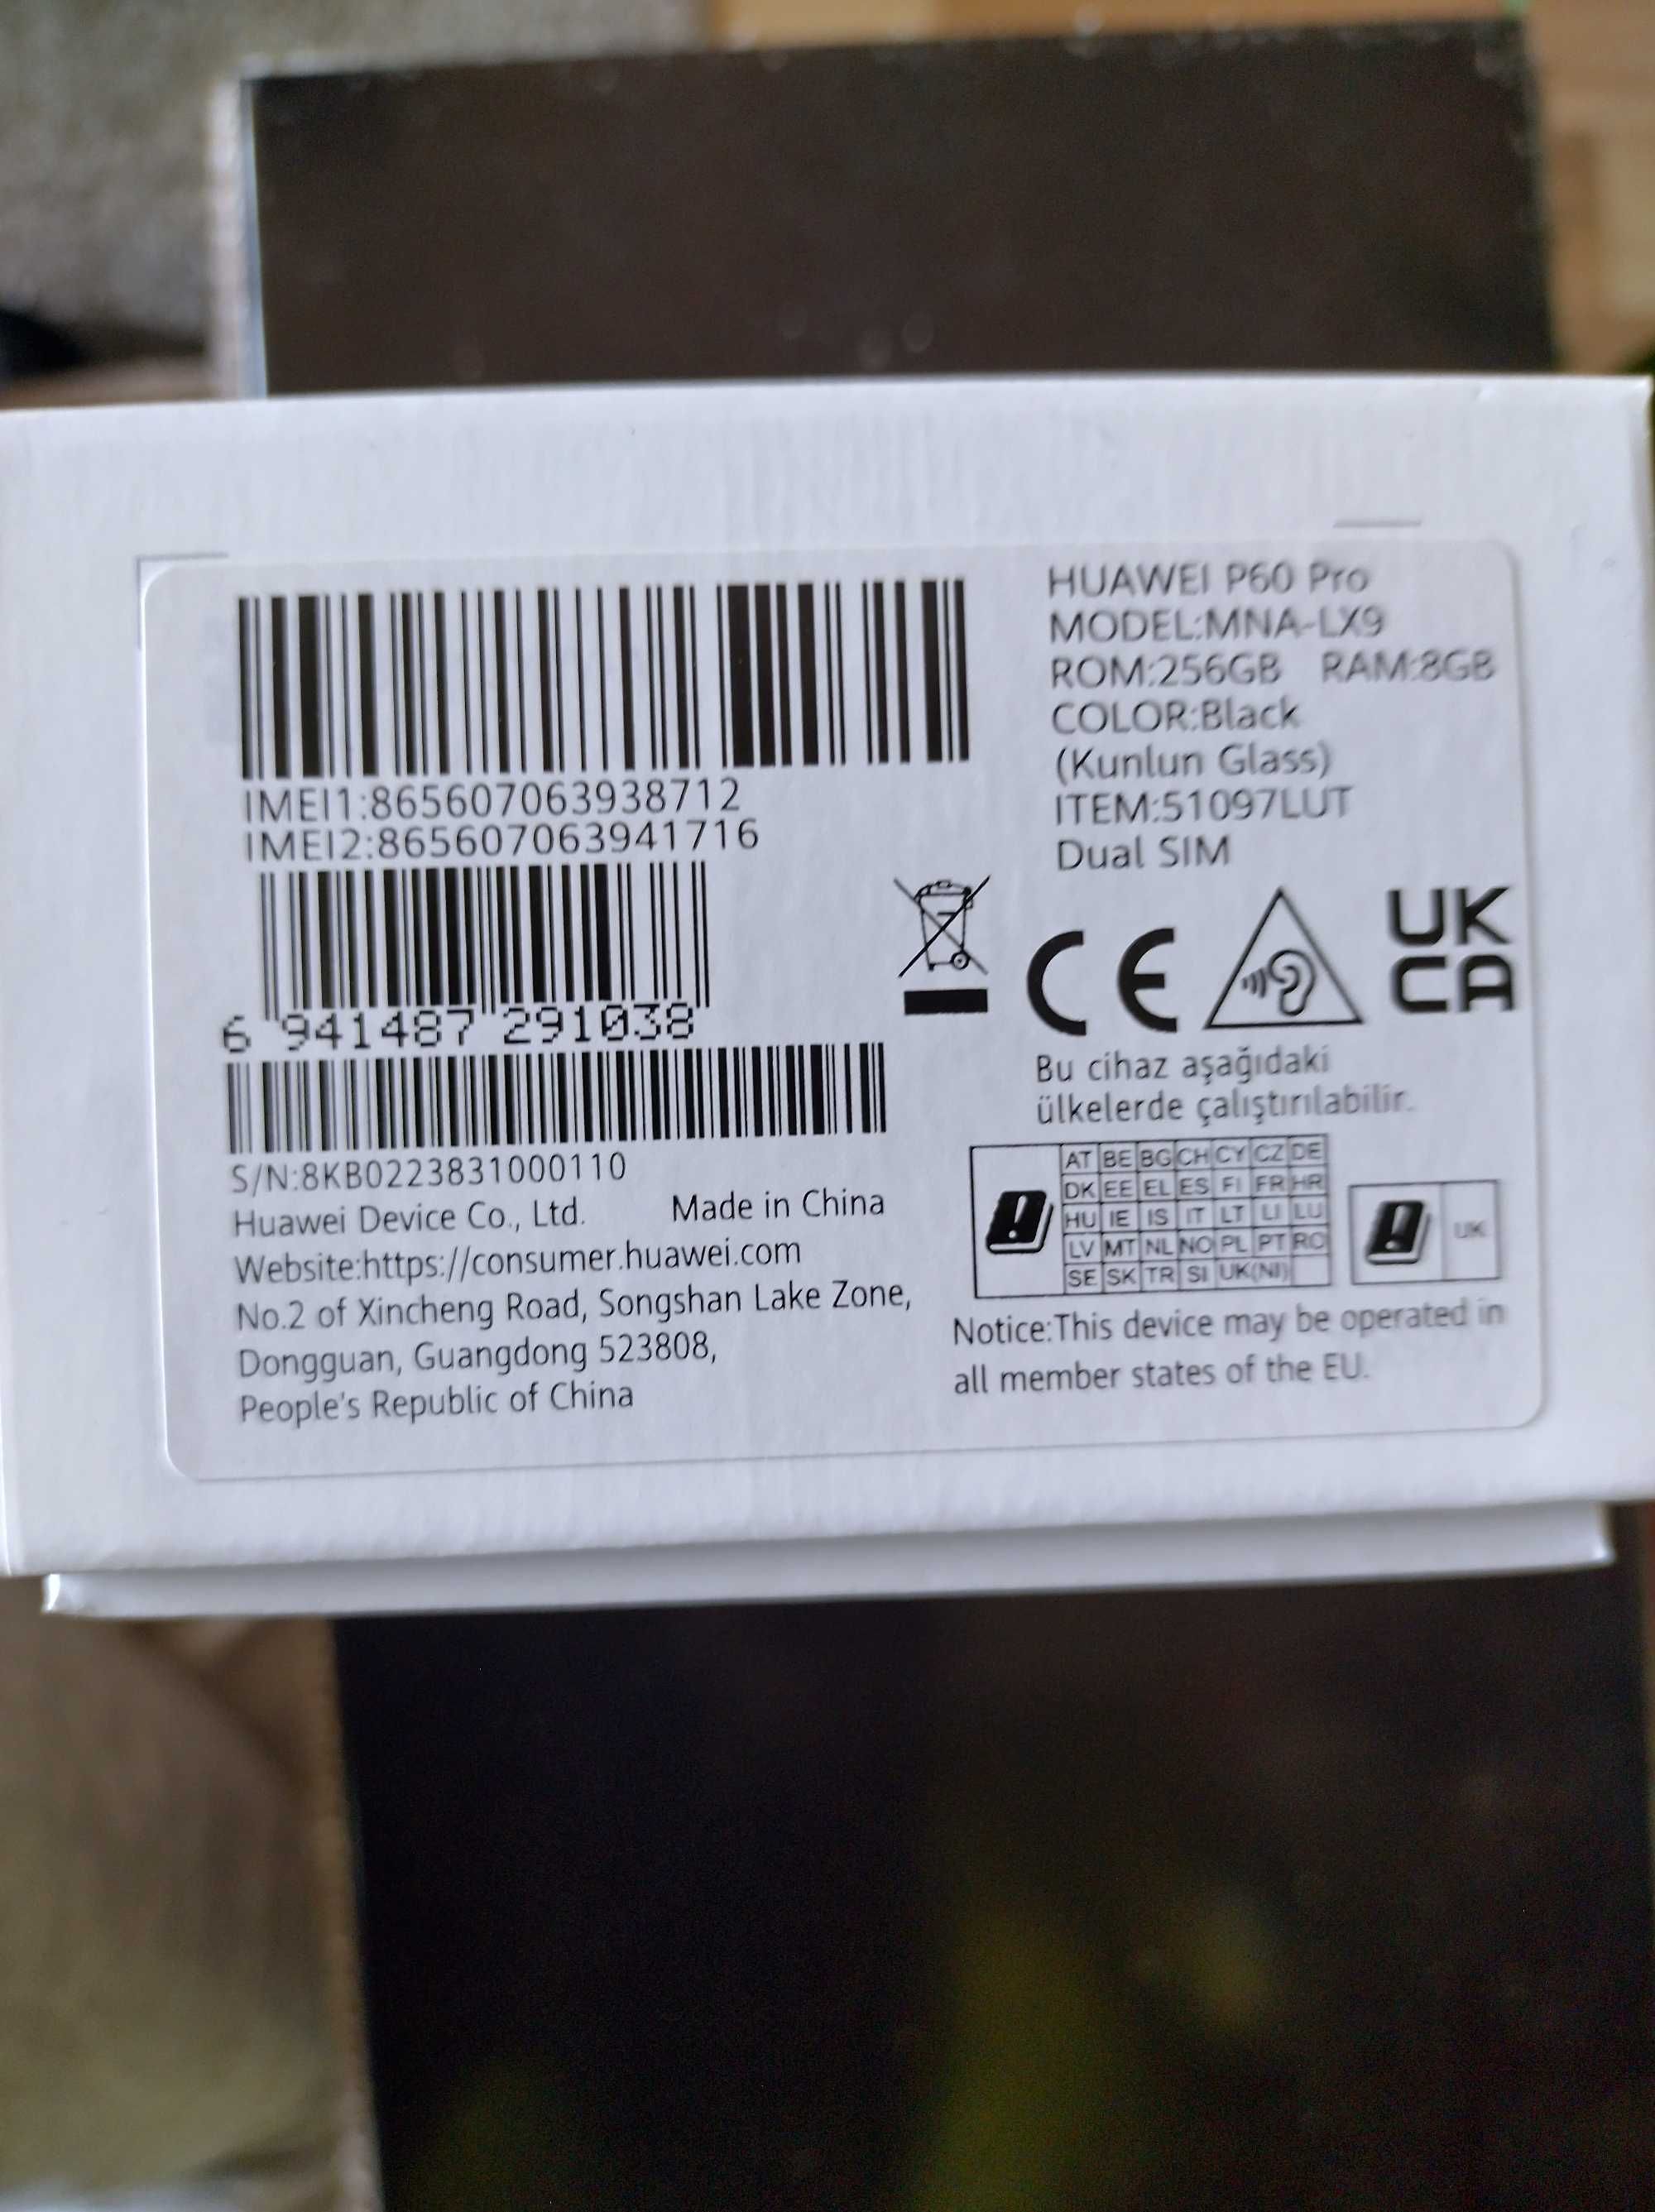 HUAWEI P60 Pro
MODEL:MNA-LX9
ROM:256GB RAM:8GB
COLOR:Black
(Kunlun Glass)
ITEM:51097LUT
Dual SIM
IMEI1:865607063938712
IMEI2:865607063941716
6 941487 291038
S/N:8KB0223831000110
Huawei Device Co., Ltd. Made in China
Website:https://consumer.huawei.com
No.2 of Xincheng Road, Songshan Lake Zone,
Dongguan, Guangdong 523808,
People's Republic of China
CE
UK
CA
Bu cihaz aşağıdaki
ülkelerde çalıştırılabilir.
AT BE BG CH CY CZ DE
DK EE EL ES FI FR HR
HU IE IS IT LT LI LU
LV MT NL NO PL PT RO
SE SK TR SI UK(NI)
UK
Notice:This device may be operated in
all member states of the EU.